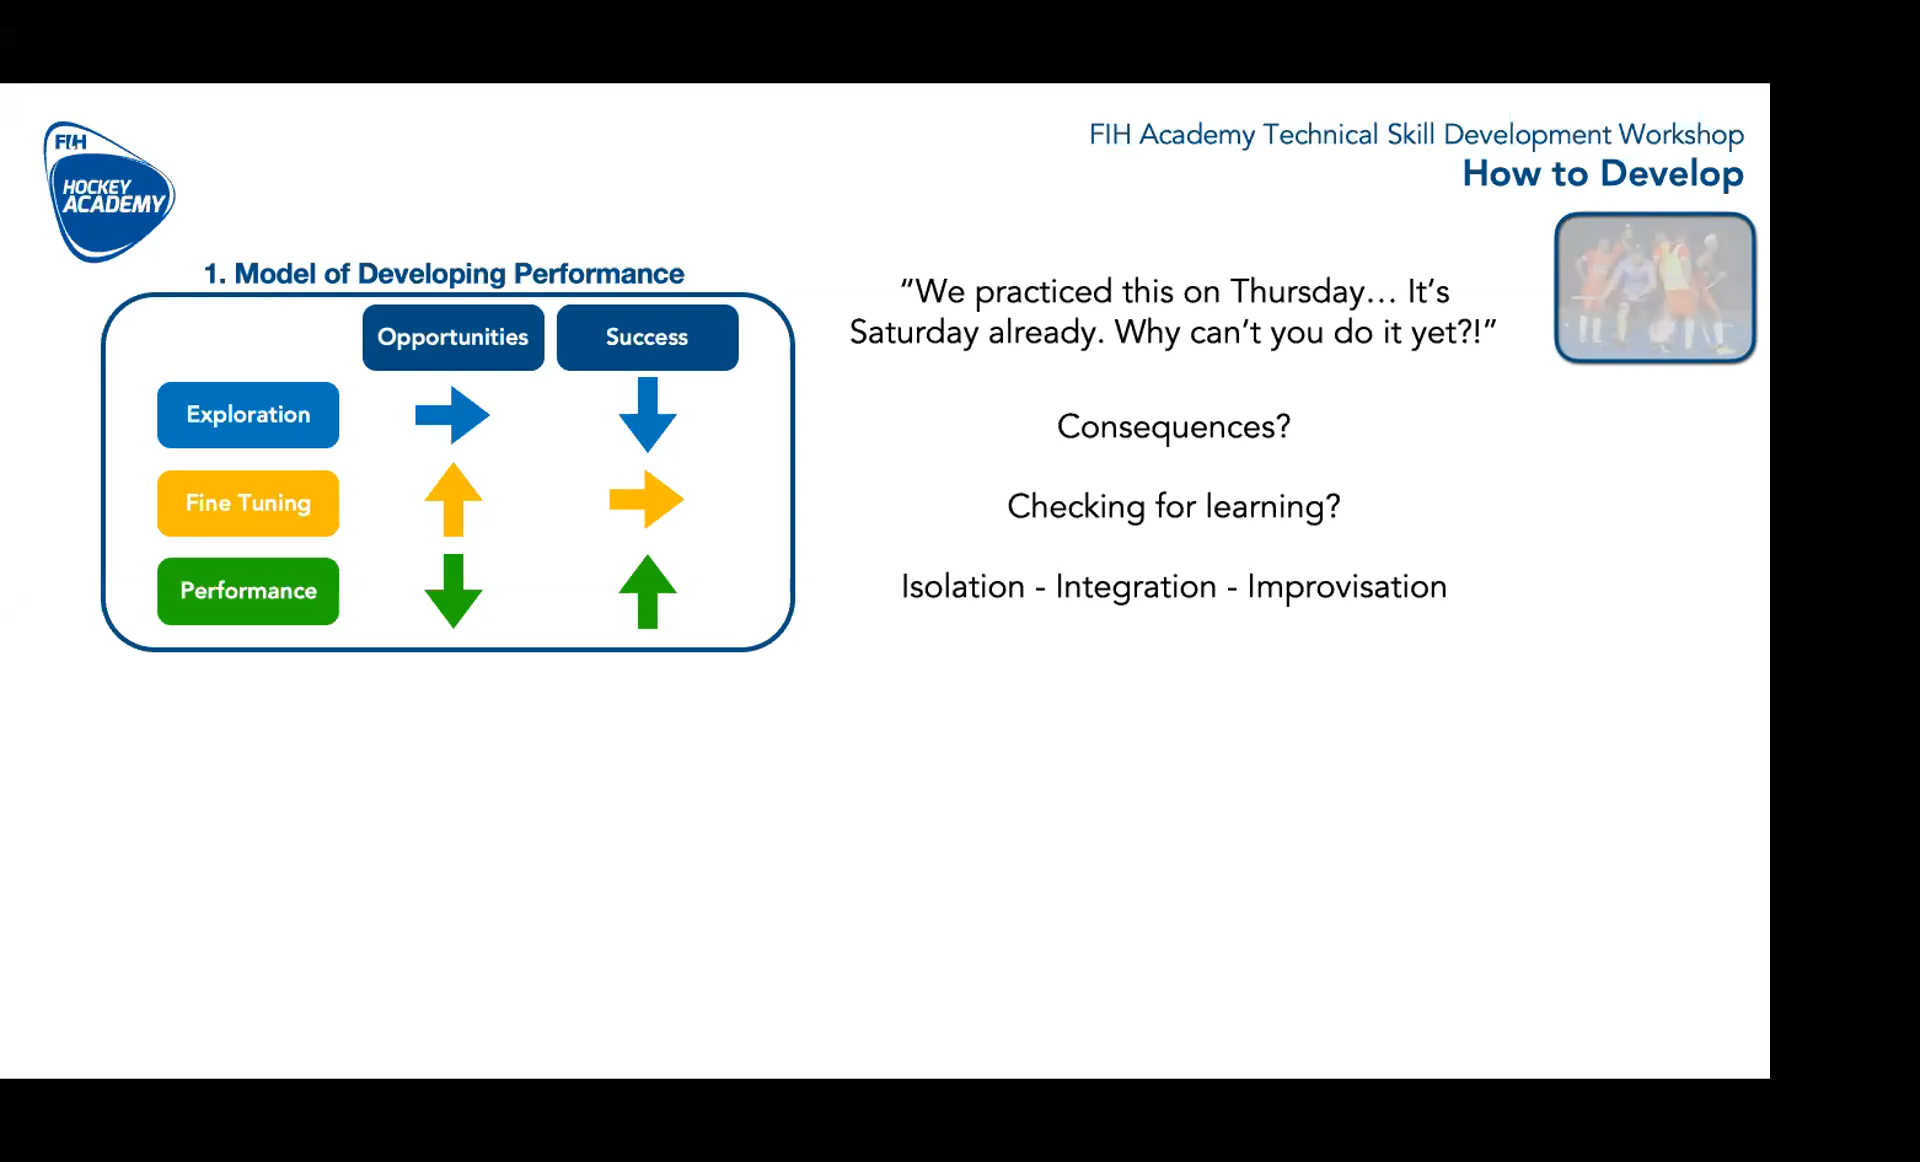 FIH
HOCKEY
ACADEMY
FIH Academy Technical Skill Development Workshop
How to Develop
1. Model of Developing Performance
Opportunities
Success
Exploration
Fine Tuning
Performance
“We practiced this on Thursday... It’s
Saturday already. Why can’t you do it yet?!”
Consequences?
Checking for learning?
Isolation - Integration - Improvisation